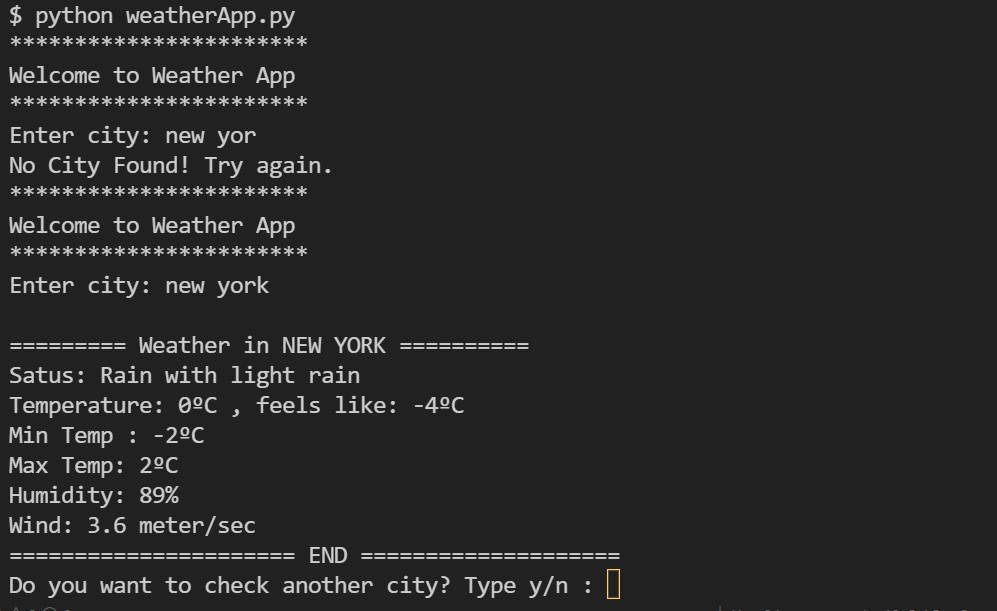 $ python weatherApp.py
***********************
Welcome to Weather App
***********************
Enter city: new yor
No City Found! Try again.
***********************
Welcome to Weather App
***********************
Enter city: new york
========= Weather in NEW YORK ==========
Satus: Rain with light rain
Temperature: 0ºC , feels like: -4ºC
Min Temp : -2ºC
Max Temp: 2ºC
Humidity: 89%
Wind: 3.6 meter/sec
====================== END ====================
Do you want to check another city? Type y/n :